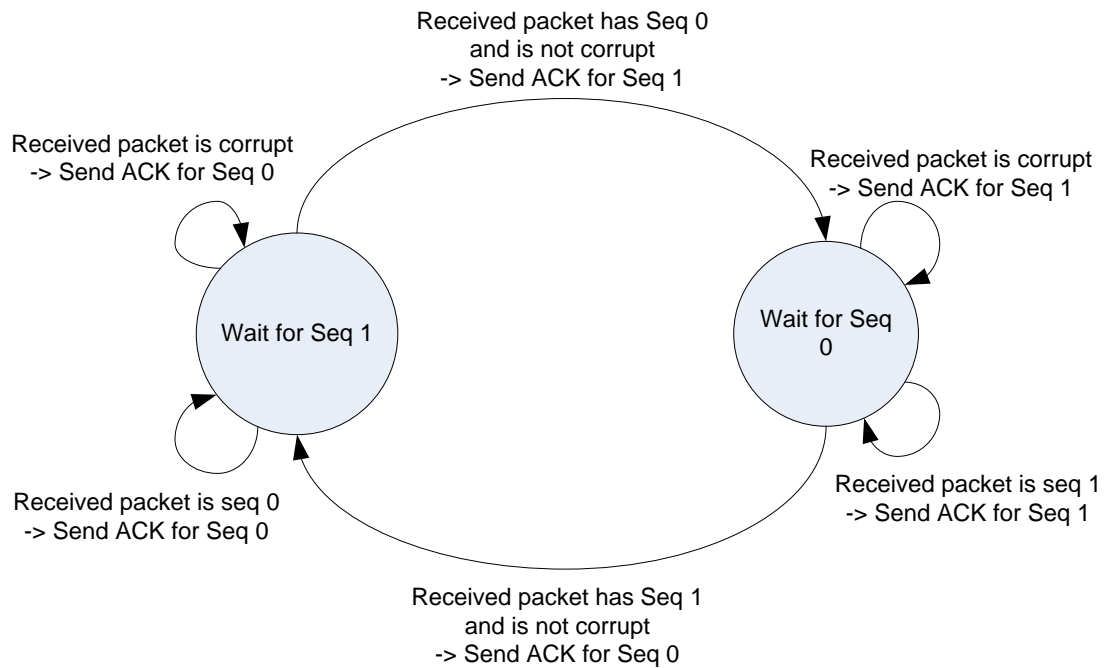 Received packet has Seq 0
and is not corrupt
-> Send ACK for Seq 1
Received packet is corrupt
-> Send ACK for Seq 0
Received packet is corrupt
-> Send ACK for Seq 1
Wait for Seq 1
Wait for Seq
0
Received packet is seq 0
-> Send ACK for Seq 0
Received packet is seq 1
-> Send ACK for Seq 1
Received packet has Seq 1
and is not corrupt
-> Send ACK for Seq 0